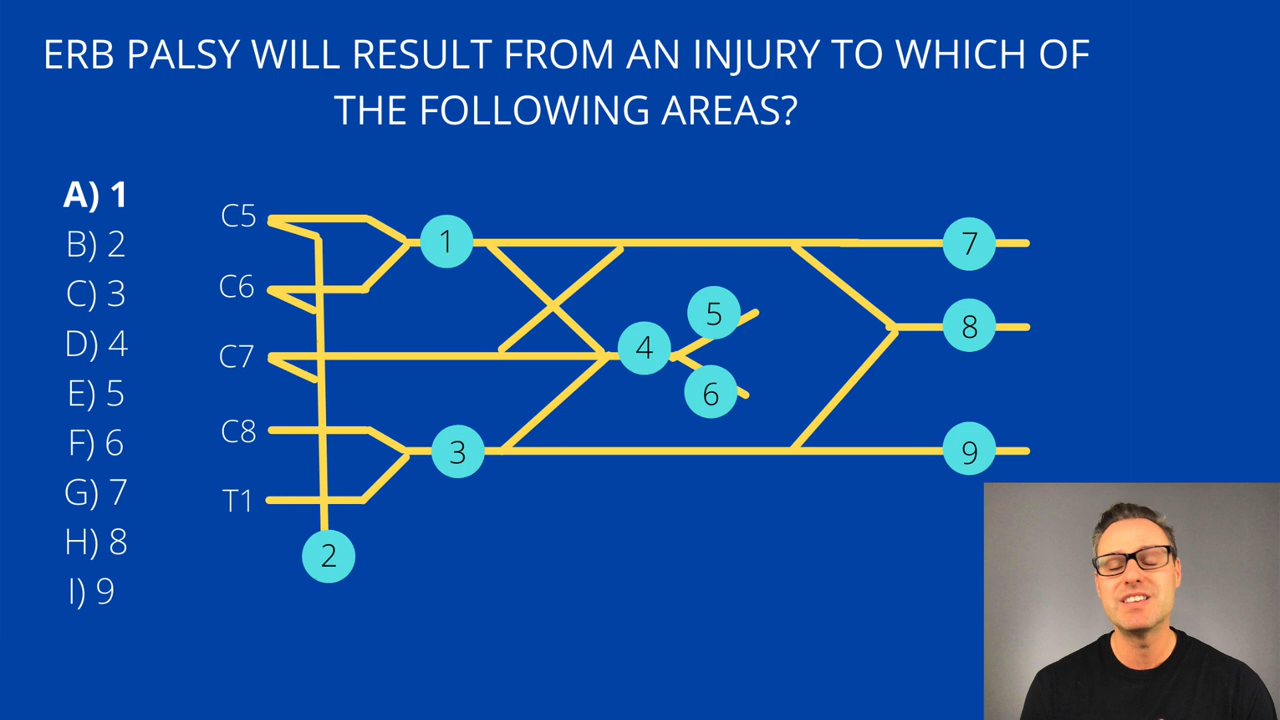 ERB PALSY WILL RESULT FROM AN INJURY TO WHICH OF
THE FOLLOWING AREAS?
A) 1
B) 2
C) 3
D) 4
E) 5
F) 6
G) 7
H) 8
I) 9
C5
C6
C7
C8
T1
1
2
3
4
5
6
7
8
9